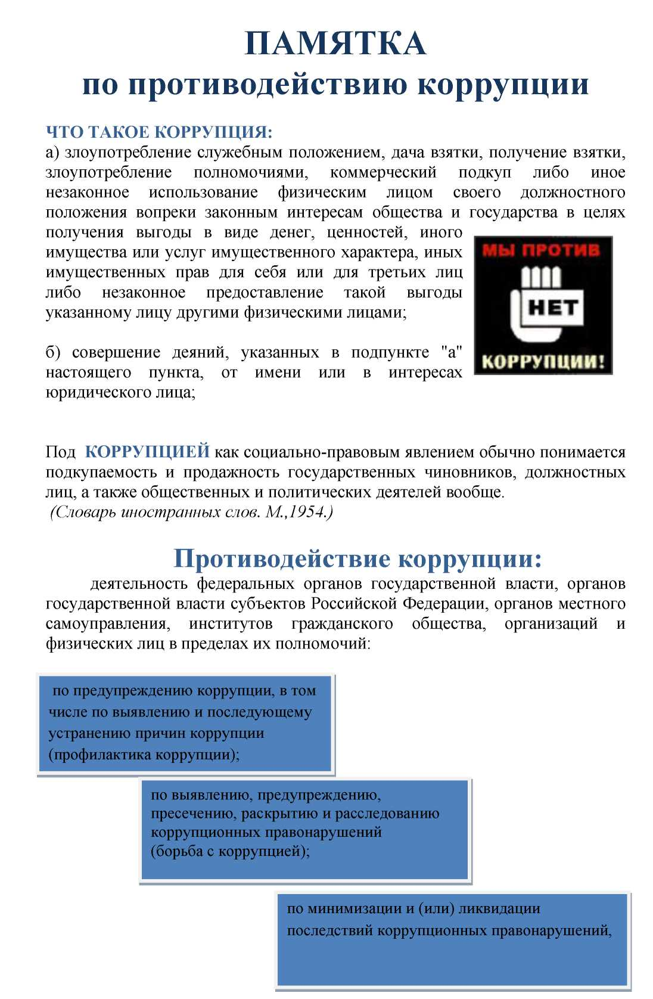 ПАМЯТКА
по противодействию коррупции
ЧТО ТАКОЕ КОРРУПЦИЯ:
а) злоупотребление служебным положением, дача взятки, получение взятки,
злоупотребление полномочиями, коммерческий подкуп либо иное
незаконное использование физическим лицом своего должностного
положения вопреки законным интересам общества и государства в целях
получения выгоды в виде денег, ценностей, иного
имущества или услуг имущественного характера, иных
имущественных прав для себя или для третьих лиц
либо незаконное предоставление такой выгоды
указанному лицу другими физическими лицами;
МЫ ПРОТИВ
НЕТ
КОРРУПЦИИ!
б) совершение деяний, указанных в подпункте "а"
настоящего пункта, от имени или в интересах
юридического лица;
Под КОРРУПЦИЕЙ как социально-правовым явлением обычно понимается
подкупаемость и продажность государственных чиновников, должностных
лиц, а также общественных и политических деятелей вообще.
(Словарь иностранных слов. М.,1954.)
Противодействие коррупции:
деятельность федеральных органов государственной власти, органов
государственной власти субъектов Российской Федерации, органов местного
самоуправления, институтов гражданского общества, организаций и
физических лиц в пределах их полномочий:
по предупреждению коррупции, в том
числе по выявлению и последующему
устранению причин коррупции
(профилактика коррупции);
по выявлению, предупреждению,
пресечению, раскрытию и расследованию
коррупционных правонарушений
(борьба с коррупцией);
по минимизации и (или) ликвидации
последствий коррупционных правонарушений,